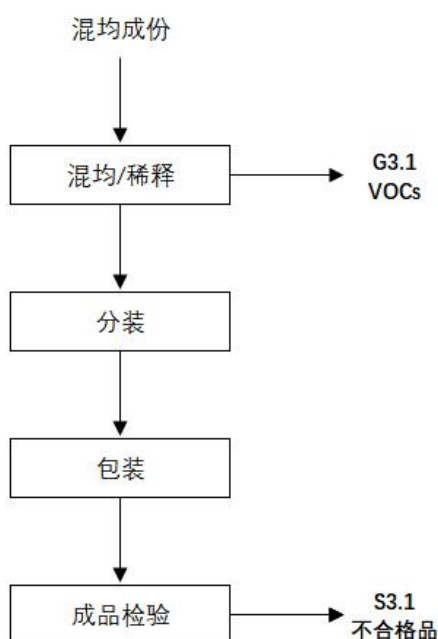 混均成份
混均/稀释
G3.1
VOCs
分装
包装
成品检验
S3.1
不合格品